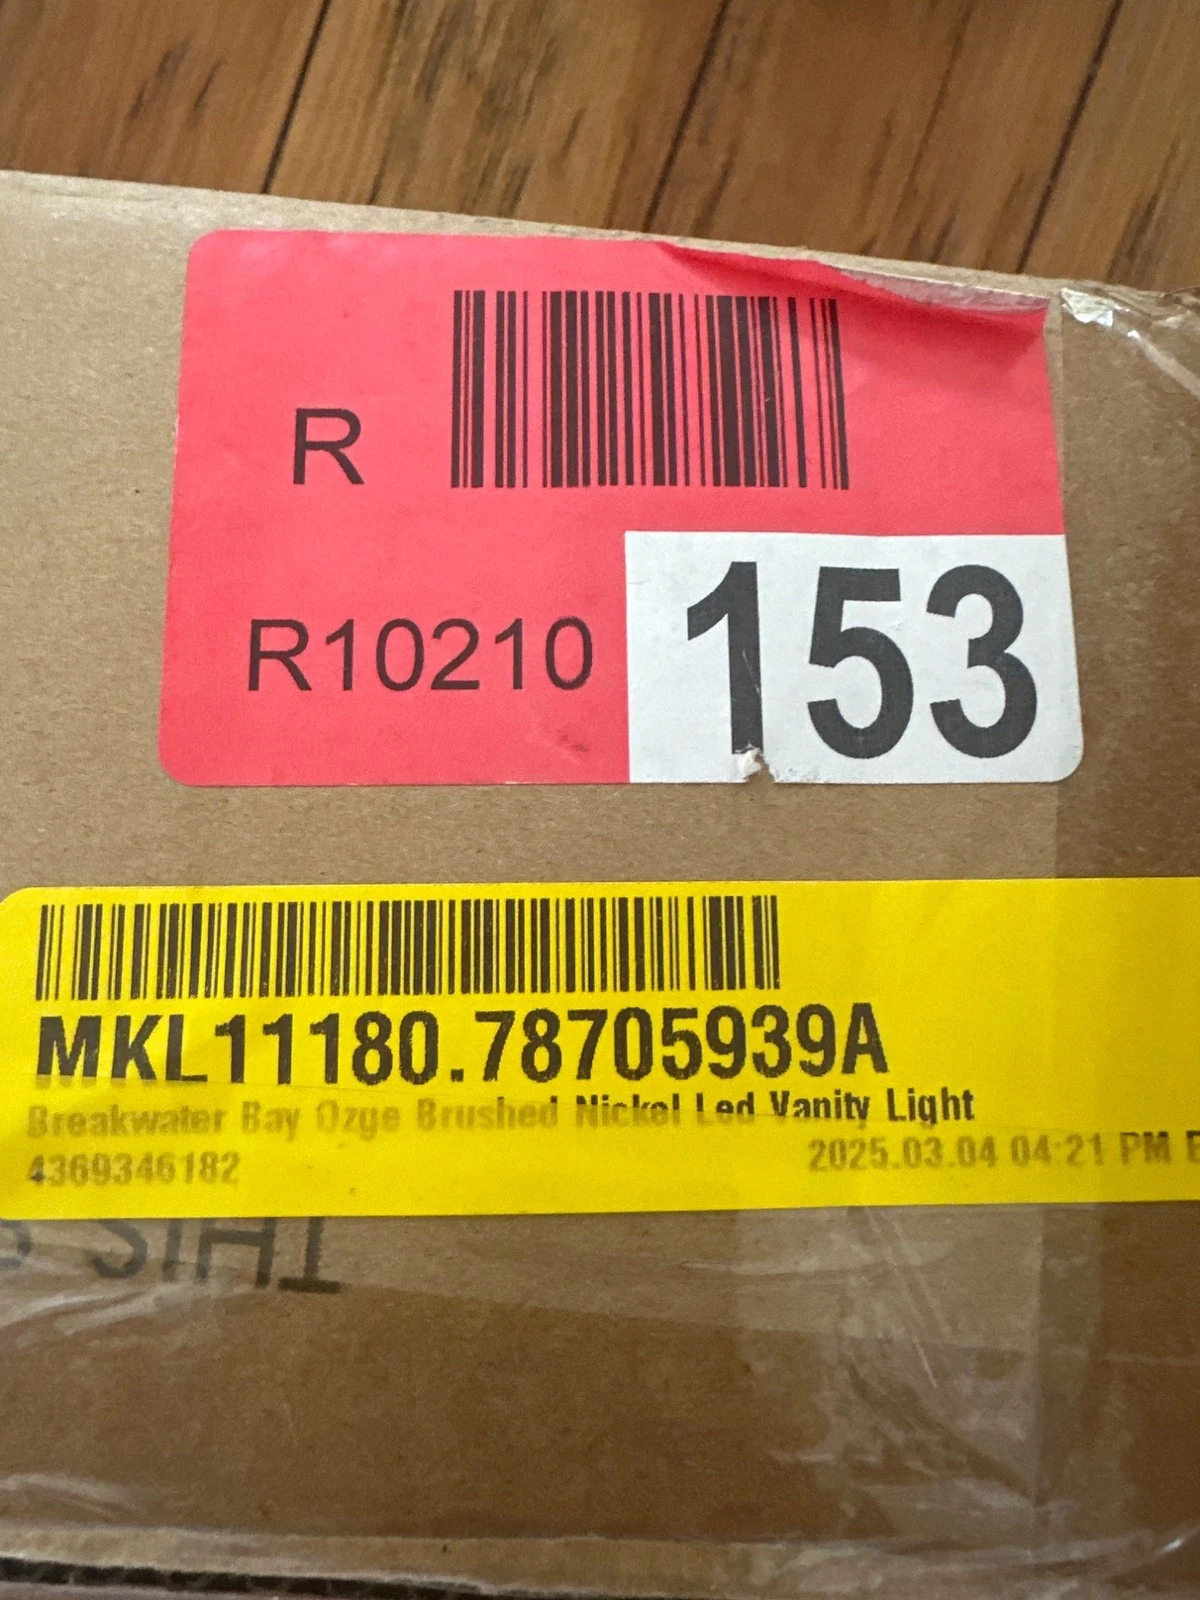 R
R10210
153
MKL11180.78705939A
Breakwater Bay Ozge Brushed Nickel Led Vanity Light
4369346182
2025.03.04 04:21 PM E
THIS